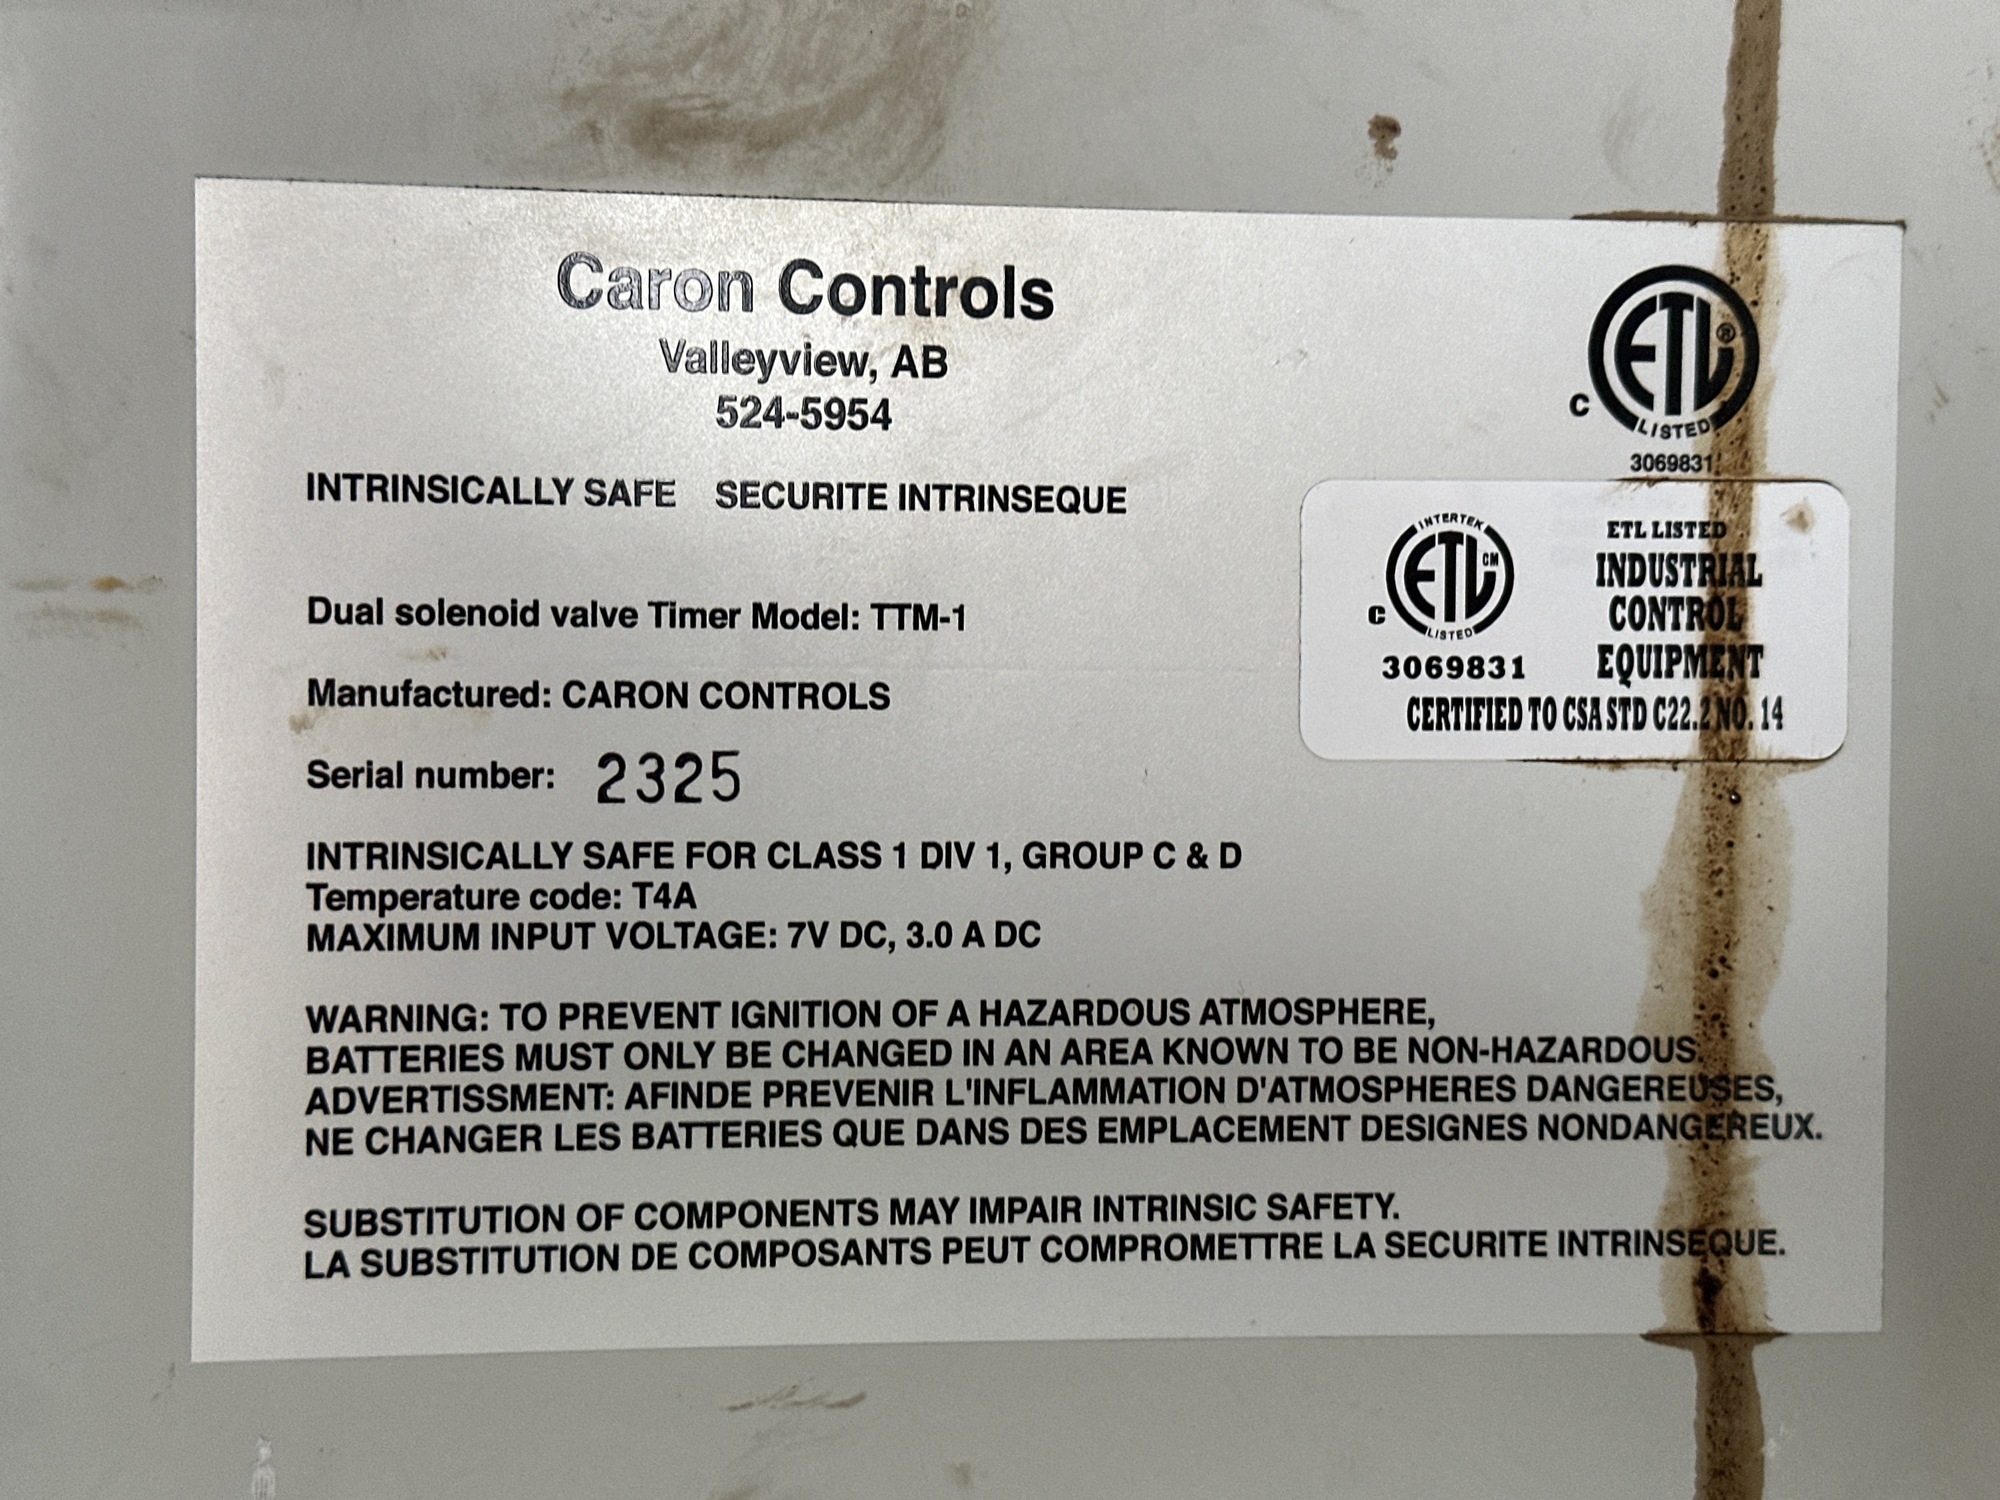 Caron Controls
Valleyview, AB
524-5954
ETL®
C
LISTED
3069831
INTRINSICALLY SAFE SECURITE INTRINSEQUE
INTERTEK
ETL CM
C
LISTED
3069831
ETL LISTED
INDUSTRIAL
CONTROL
EQUIPMENT
CERTIFIED TO CSA STD C22.2 NO. 14
Dual solenoid valve Timer Model: TTM-1
Manufactured: CARON CONTROLS
Serial number: 2325
INTRINSICALLY SAFE FOR CLASS 1 DIV 1, GROUP C & D
Temperature code: T4A
MAXIMUM INPUT VOLTAGE: 7V DC, 3.0 A DC
WARNING: TO PREVENT IGNITION OF A HAZARDOUS ATMOSPHERE,
BATTERIES MUST ONLY BE CHANGED IN AN AREA KNOWN TO BE NON-HAZARDOUS.
ADVERTISSMENT: AFINDE PREVENIR L'INFLAMMATION D'ATMOSPHERES DANGEREUSES,
NE CHANGER LES BATTERIES QUE DANS DES EMPLACEMENT DESIGNES NONDANGEREUX.
SUBSTITUTION OF COMPONENTS MAY IMPAIR INTRINSIC SAFETY.
LA SUBSTITUTION DE COMPOSANTS PEUT COMPROMETTRE LA SECURITE INTRINSEQUE.